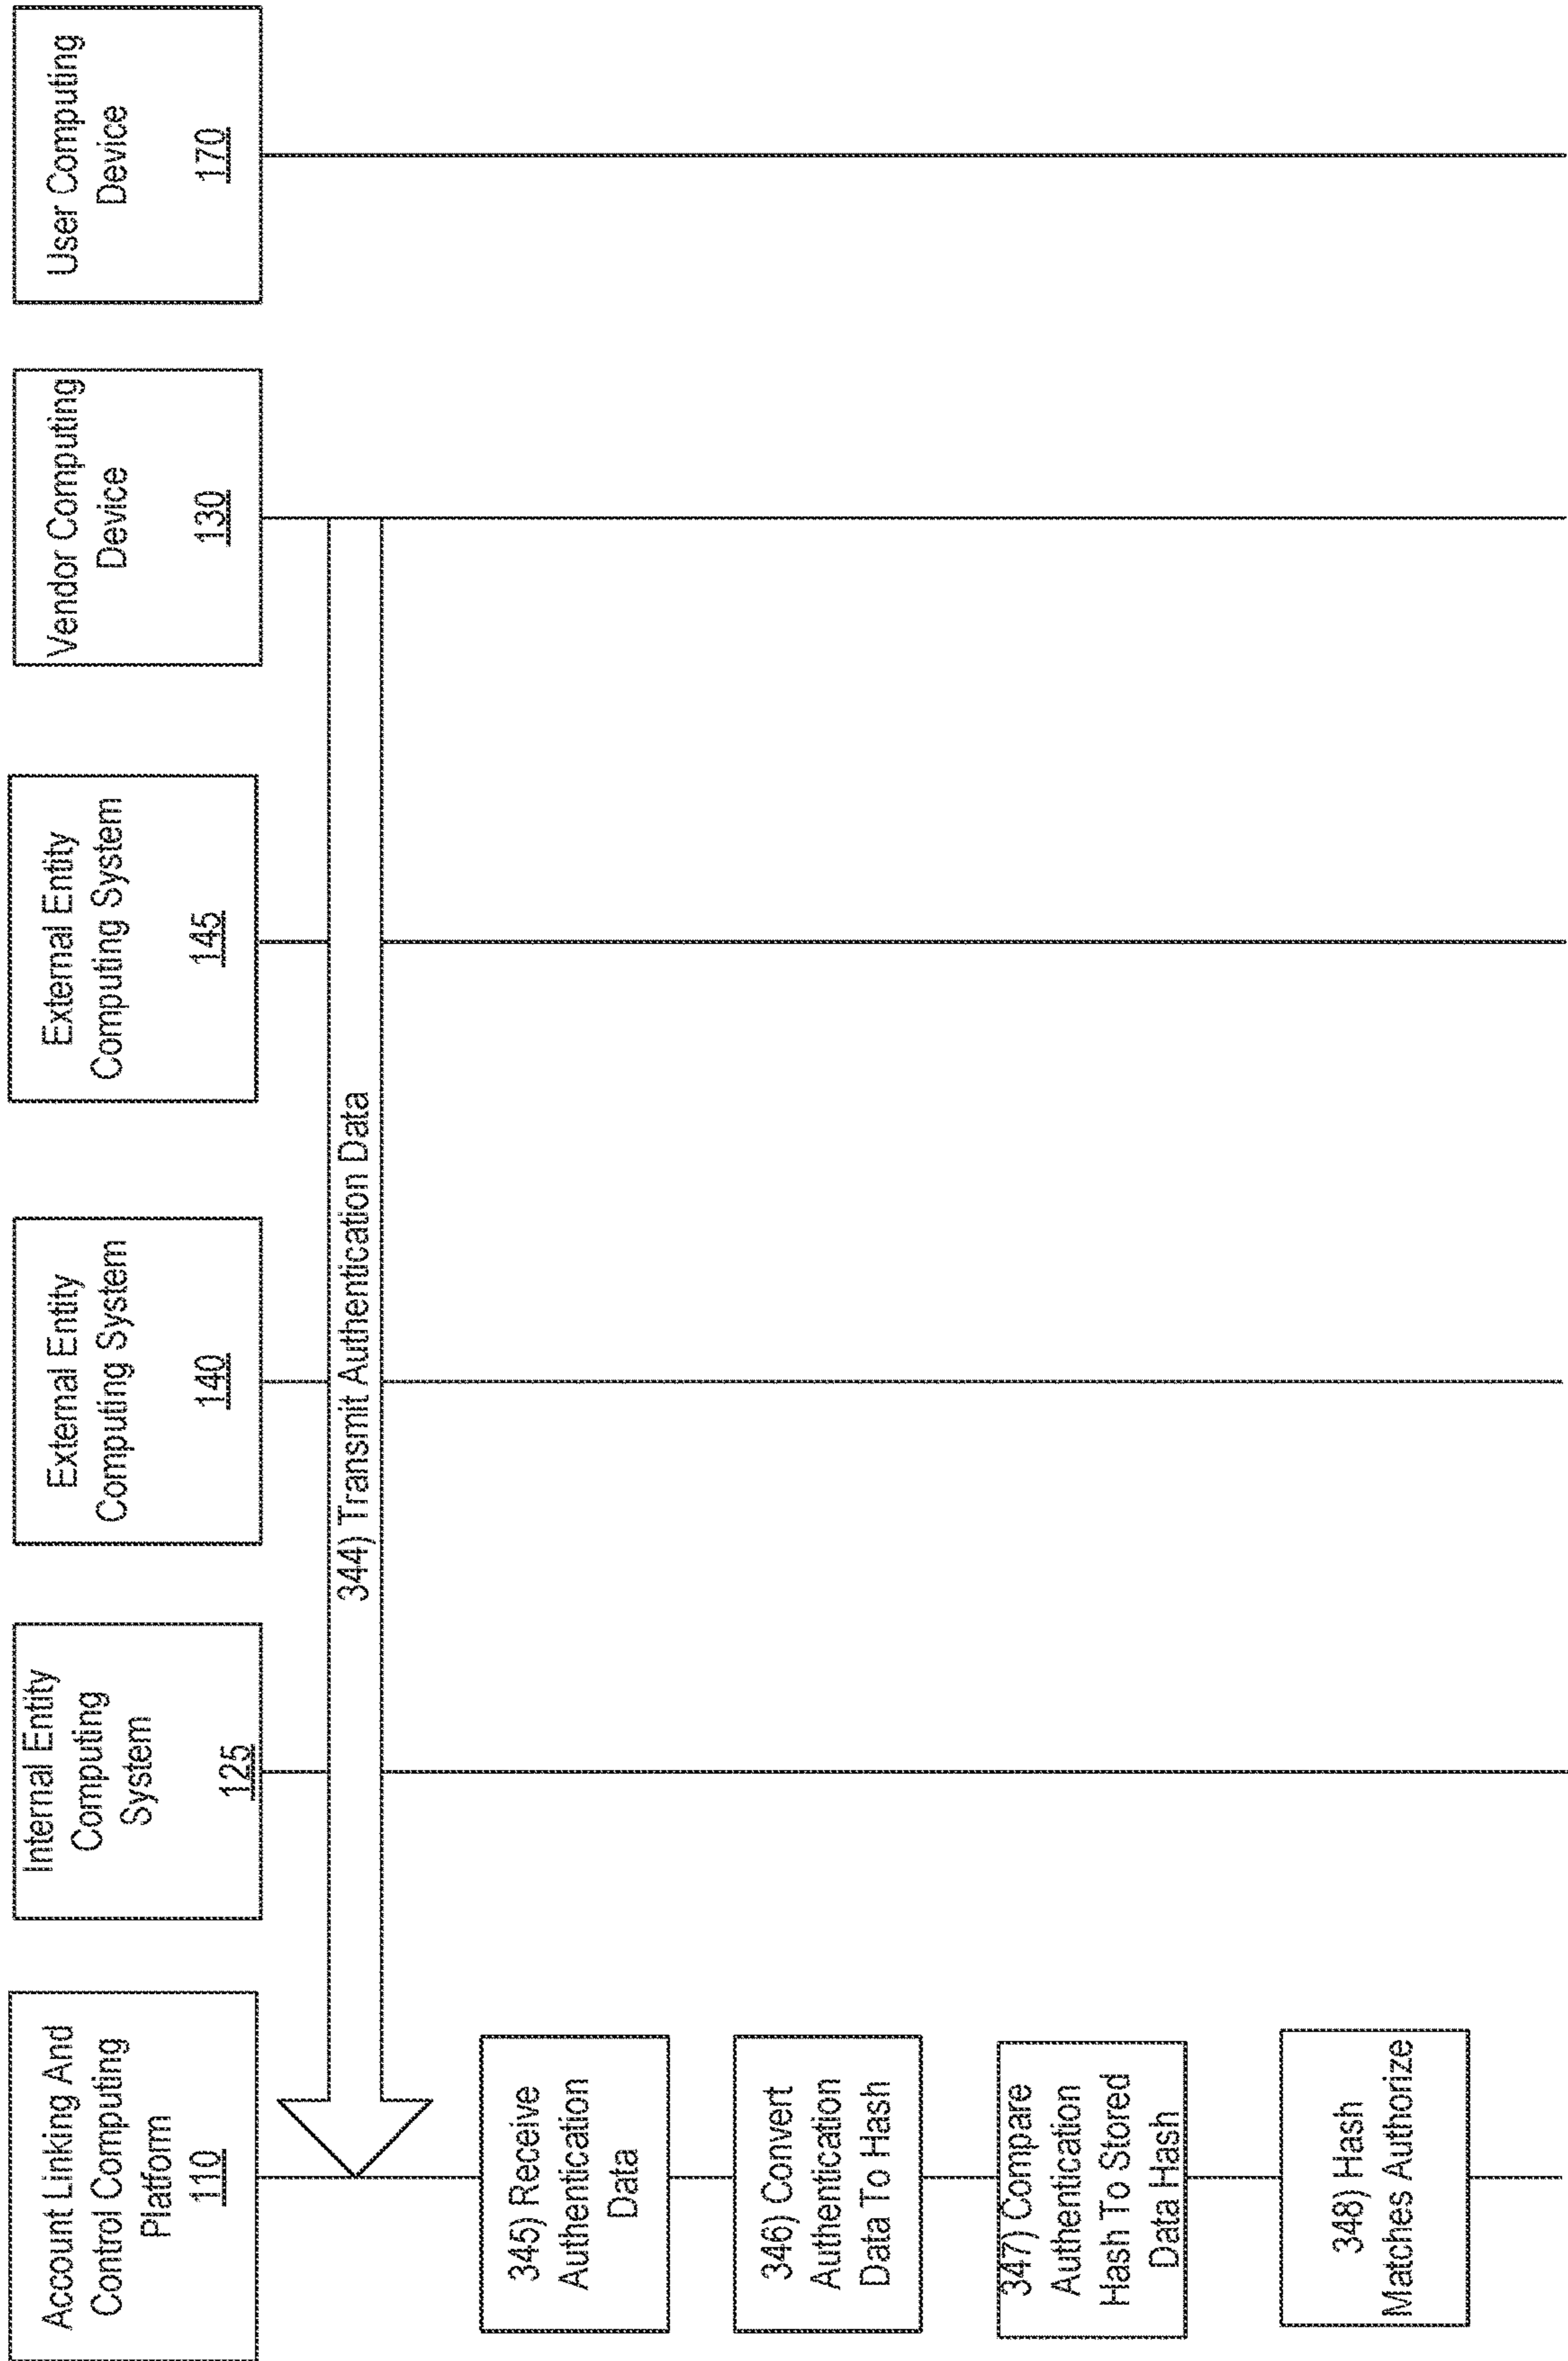 Account Linking And
Control Computing
Platform
110
Internal Entity
Computing
System
125
External Entity
Computing System
140
External Entity
Computing System
145
Vendor Computing
Device
130
User Computing
Device
170
344) Transmit Authentication Data
345) Receive
Authentication
Data
346) Convert
Authentication
Data To Hash
347) Compare
Authentication
Hash To Stored
Data Hash
348) Hash
Matches Authorize